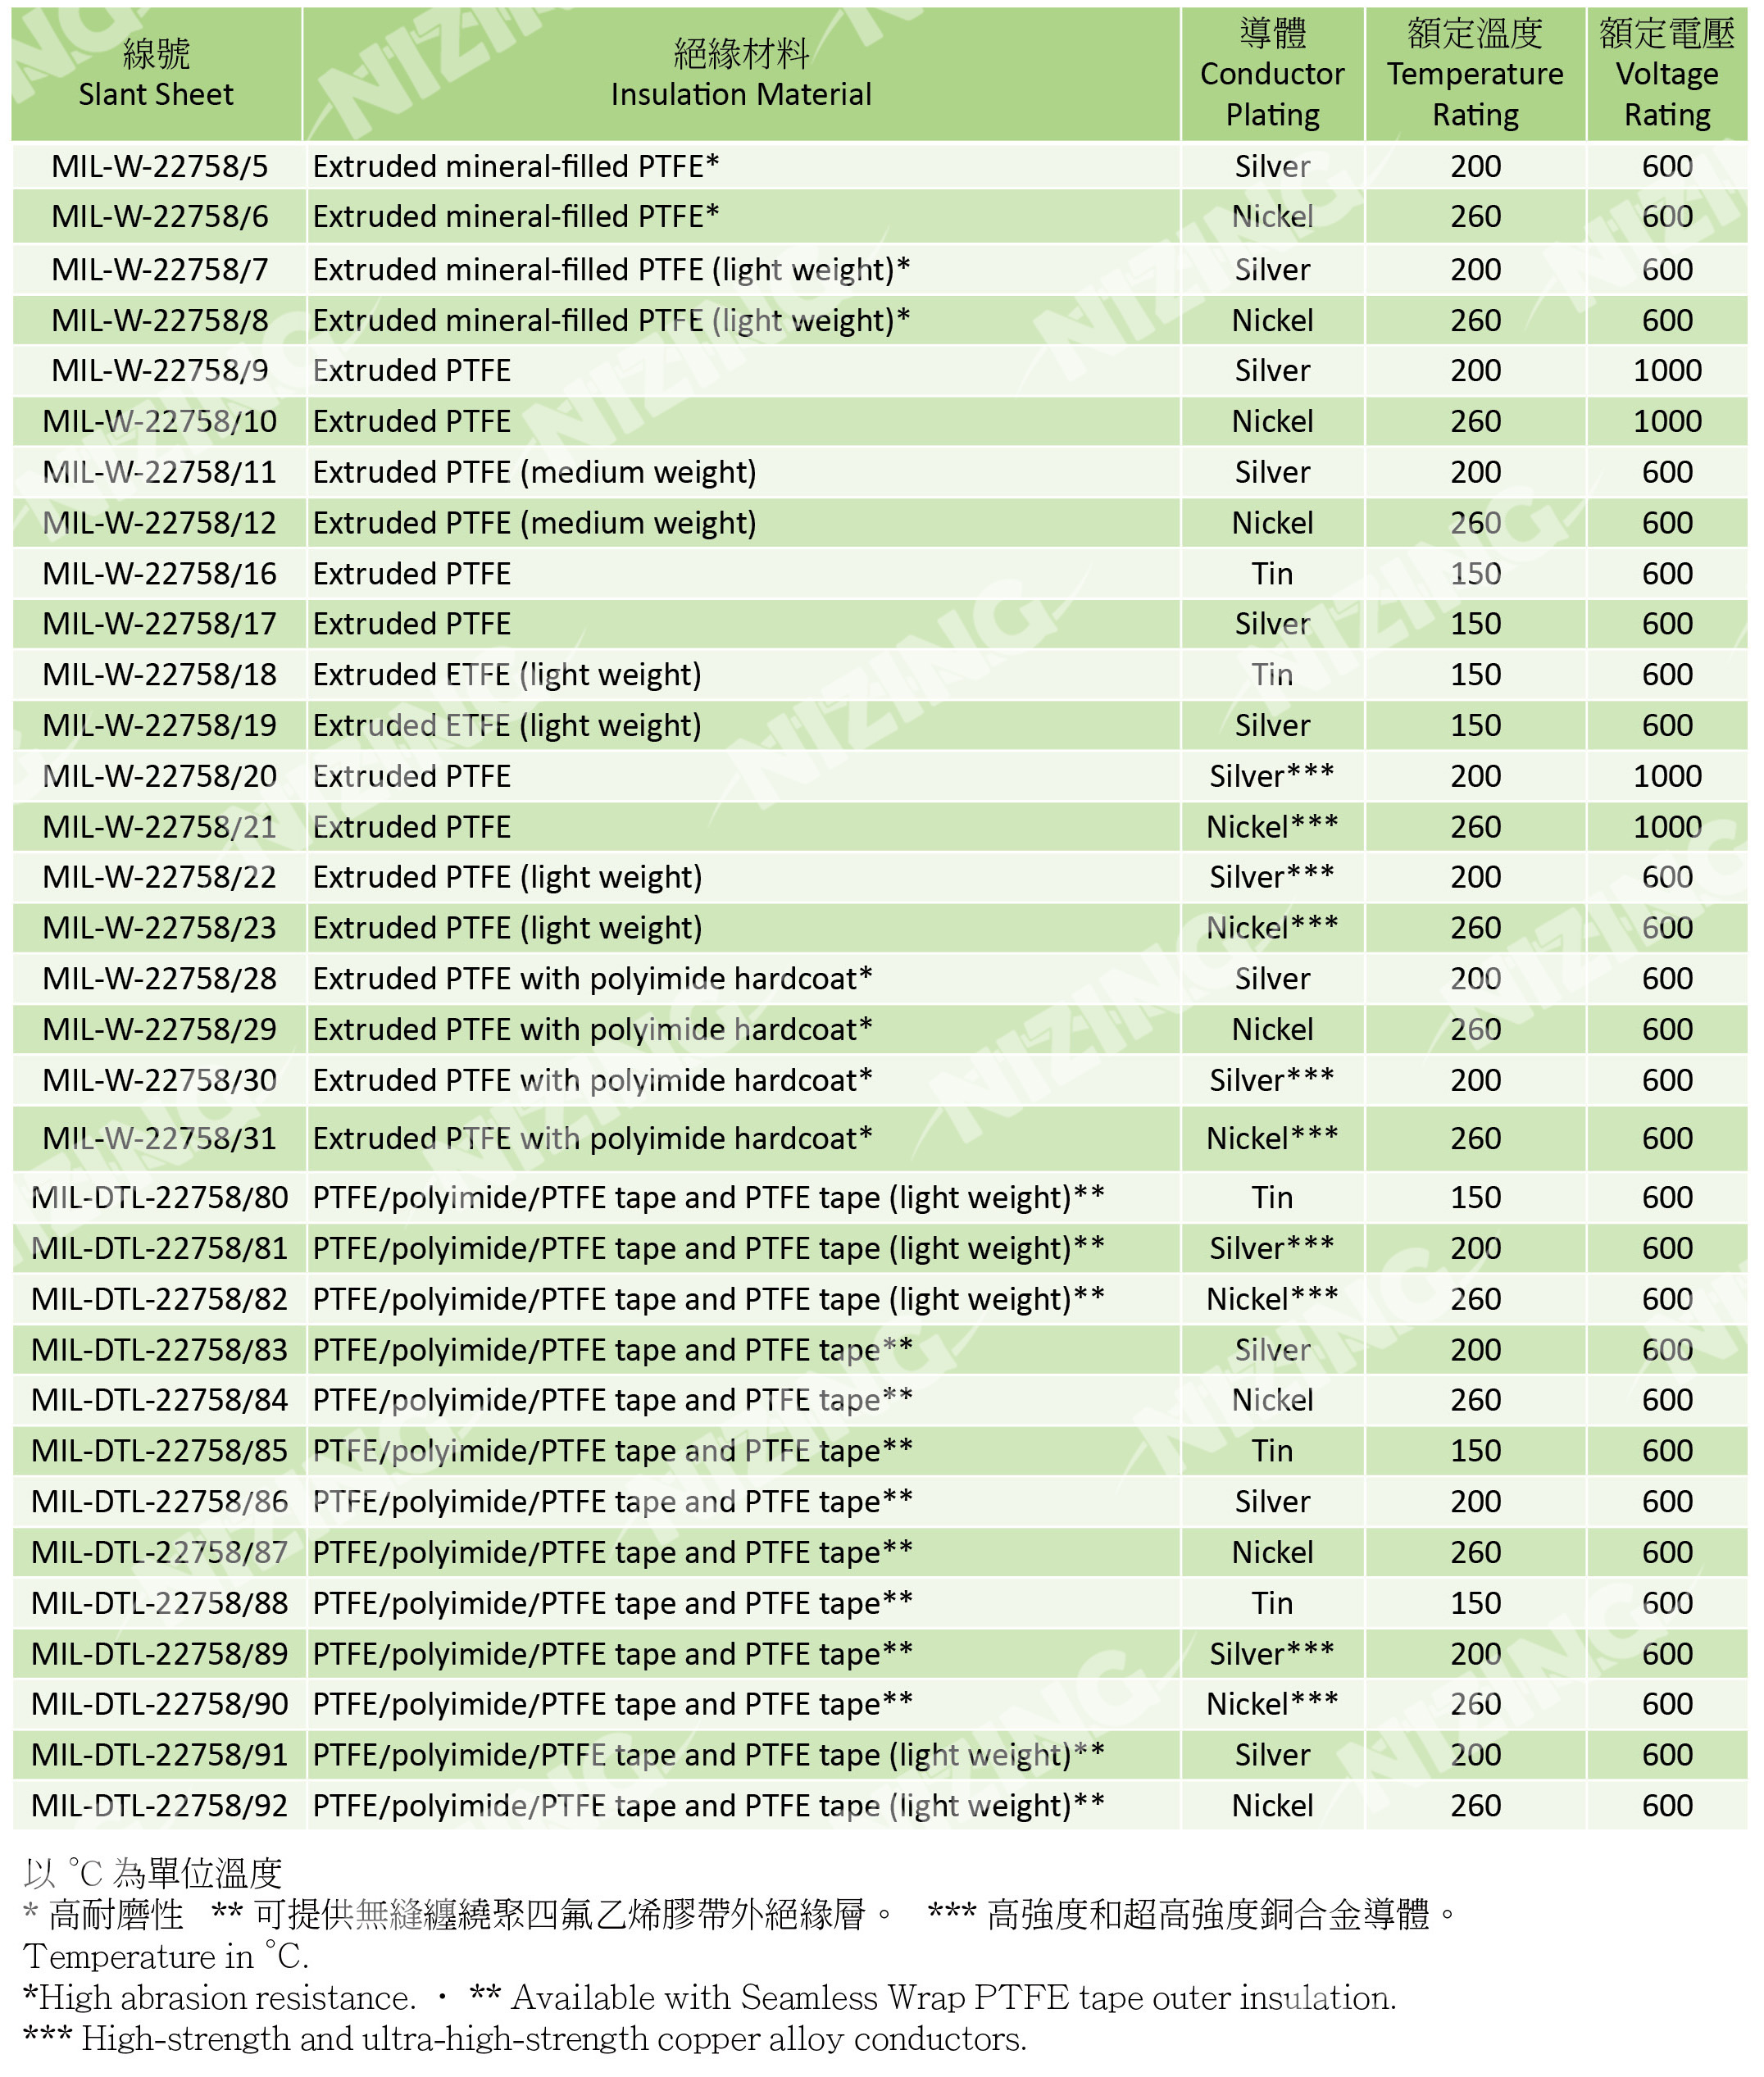 線號 絕緣材料 導體 額定溫度 額定電壓
Slant Sheet Insulation Material Conductor Plating Temperature Rating Voltage Rating
MIL-W-22758/5 Extruded mineral-filled PTFE* Silver 200 600
MIL-W-22758/6 Extruded mineral-filled PTFE* Nickel 260 600
MIL-W-22758/7 Extruded mineral-filled PTFE (light weight)* Silver 200 600
MIL-W-22758/8 Extruded mineral-filled PTFE (light weight)* Nickel 260 600
MIL-W-22758/9 Extruded PTFE Silver 200 1000
MIL-W-22758/10 Extruded PTFE Nickel 260 1000
MIL-W-22758/11 Extruded PTFE (medium weight) Silver 200 600
MIL-W-22758/12 Extruded PTFE (medium weight) Nickel 260 600
MIL-W-22758/16 Extruded PTFE Tin 150 600
MIL-W-22758/17 Extruded PTFE Silver 150 600
MIL-W-22758/18 Extruded ETFE (light weight) Tin 150 600
MIL-W-22758/19 Extruded ETFE (light weight) Silver 150 600
MIL-W-22758/20 Extruded PTFE Silver*** 200 1000
MIL-W-22758/21 Extruded PTFE Nickel*** 260 1000
MIL-W-22758/22 Extruded PTFE (light weight) Silver*** 200 600
MIL-W-22758/23 Extruded PTFE (light weight) Nickel*** 260 600
MIL-W-22758/28 Extruded PTFE with polyimide hardcoat* Silver 200 600
MIL-W-22758/29 Extruded PTFE with polyimide hardcoat* Nickel 260 600
MIL-W-22758/30 Extruded PTFE with polyimide hardcoat* Silver*** 200 600
MIL-W-22758/31 Extruded PTFE with polyimide hardcoat* Nickel*** 260 600
MIL-DTL-22758/80 PTFE/polyimide/PTFE tape and PTFE tape (light weight)** Tin 150 600
MIL-DTL-22758/81 PTFE/polyimide/PTFE tape and PTFE tape (light weight)** Silver*** 200 600
MIL-DTL-22758/82 PTFE/polyimide/PTFE tape and PTFE tape (light weight)** Nickel*** 260 600
MIL-DTL-22758/83 PTFE/polyimide/PTFE tape and PTFE tape** Silver 200 600
MIL-DTL-22758/84 PTFE/polyimide/PTFE tape and PTFE tape** Nickel 260 600
MIL-DTL-22758/85 PTFE/polyimide/PTFE tape and PTFE tape** Tin 150 600
MIL-DTL-22758/86 PTFE/polyimide/PTFE tape and PTFE tape** Silver 200 600
MIL-DTL-22758/87 PTFE/polyimide/PTFE tape and PTFE tape** Nickel 260 600
MIL-DTL-22758/88 PTFE/polyimide/PTFE tape and PTFE tape** Tin 150 600
MIL-DTL-22758/89 PTFE/polyimide/PTFE tape and PTFE tape** Silver*** 200 600
MIL-DTL-22758/90 PTFE/polyimide/PTFE tape and PTFE tape** Nickel*** 260 600
MIL-DTL-22758/91 PTFE/polyimide/PTFE tape and PTFE tape (light weight)** Silver 200 600
MIL-DTL-22758/92 PTFE/polyimide/PTFE tape and PTFE tape (light weight)** Nickel 260 600
以 °C 為單位溫度
* 高耐磨性 ** 可提供無縫纏繞聚四氟乙烯膠帶外絕緣層。 *** 高強度和超高強度銅合金導體。
Temperature in °C.
*High abrasion resistance. · ** Available with Seamless Wrap PTFE tape outer insulation.
*** High-strength and ultra-high-strength copper alloy conductors.
NIZING